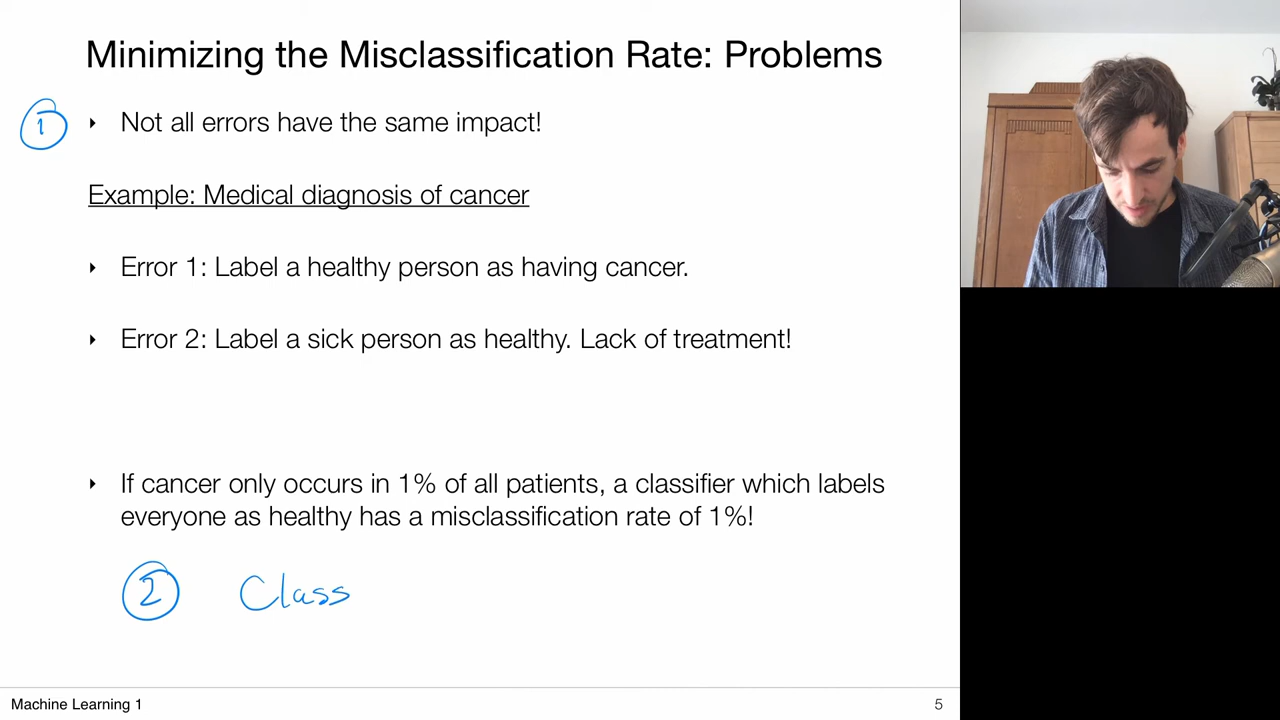 Minimizing the Misclassification Rate: Problems
1 ‣ Not all errors have the same impact!
Example: Medical diagnosis of cancer
‣ Error 1: Label a healthy person as having cancer.
‣ Error 2: Label a sick person as healthy. Lack of treatment!
‣ If cancer only occurs in 1% of all patients, a classifier which labels
everyone as healthy has a misclassification rate of 1%!
2 Class
Machine Learning 1 5